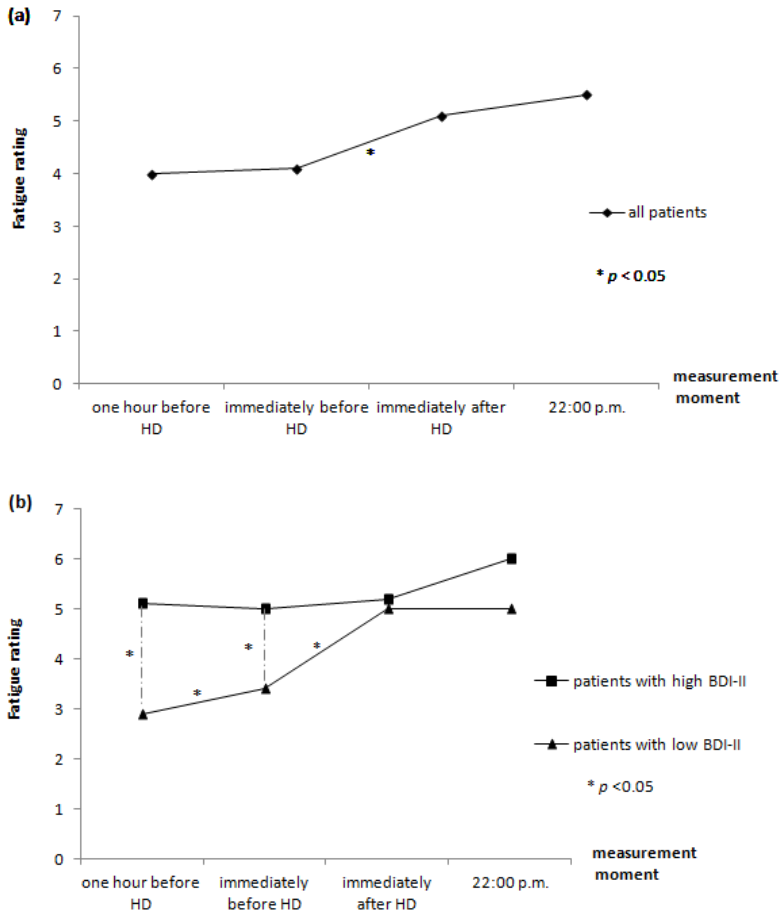 (a)
7
6
5
4
3
2
1
0
Fatigue rating
*
all patients
* p < 0.05
measurement
moment
one hour before
HD
immediately before
HD
immediately after
HD
22:00 p.m.
(b)
7
6
5
4
3
2
1
0
Fatigue rating
*
*
*
*
patients with high BDI-II
patients with low BDI-II
* p <0.05
measurement
moment
one hour before
HD
immediately
before HD
immediately
after HD
22:00 p.m.